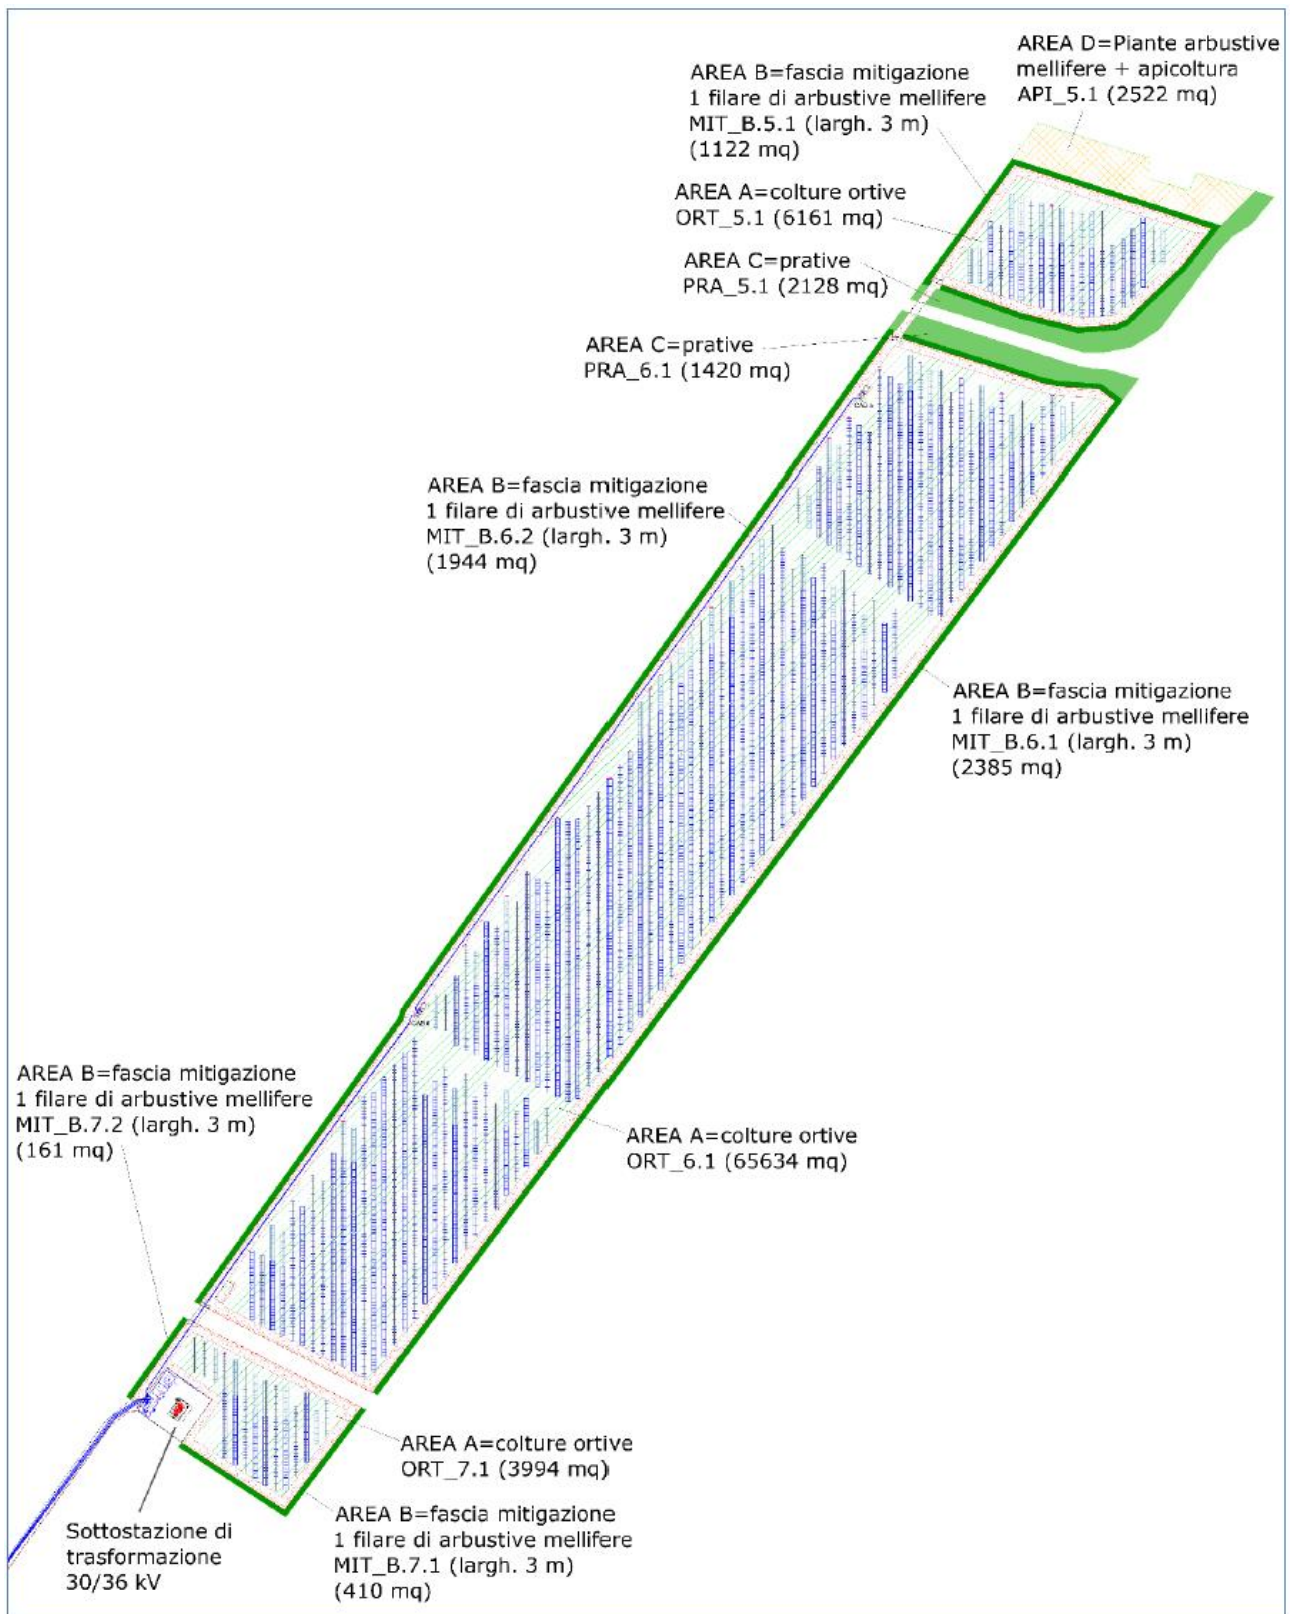 AREA D=Piante arbustive
mellifere + apicoltura
API_5.1 (2522 mq)
AREA B=fascia mitigazione
1 filare di arbustive mellifere
MIT_B.5.1 (largh. 3 m)
(1122 mq)
AREA A=colture ortive
ORT_5.1 (6161 mq)
AREA C=prative
PRA_5.1 (2128 mq)
AREA C=prative
PRA_6.1 (1420 mq)
AREA B=fascia mitigazione
1 filare di arbustive mellifere
MIT_B.6.2 (largh. 3 m)
(1944 mq)
AREA B=fascia mitigazione
1 filare di arbustive mellifere
MIT_B.6.1 (largh. 3 m)
(2385 mq)
AREA B=fascia mitigazione
1 filare di arbustive mellifere
MIT_B.7.2 (largh. 3 m)
(161 mq)
AREA A=colture ortive
ORT_6.1 (65634 mq)
AREA A=colture ortive
ORT_7.1 (3994 mq)
AREA B=fascia mitigazione
1 filare di arbustive mellifere
MIT_B.7.1 (largh. 3 m)
(410 mq)
Sottostazione di
trasformazione
30/36 kV